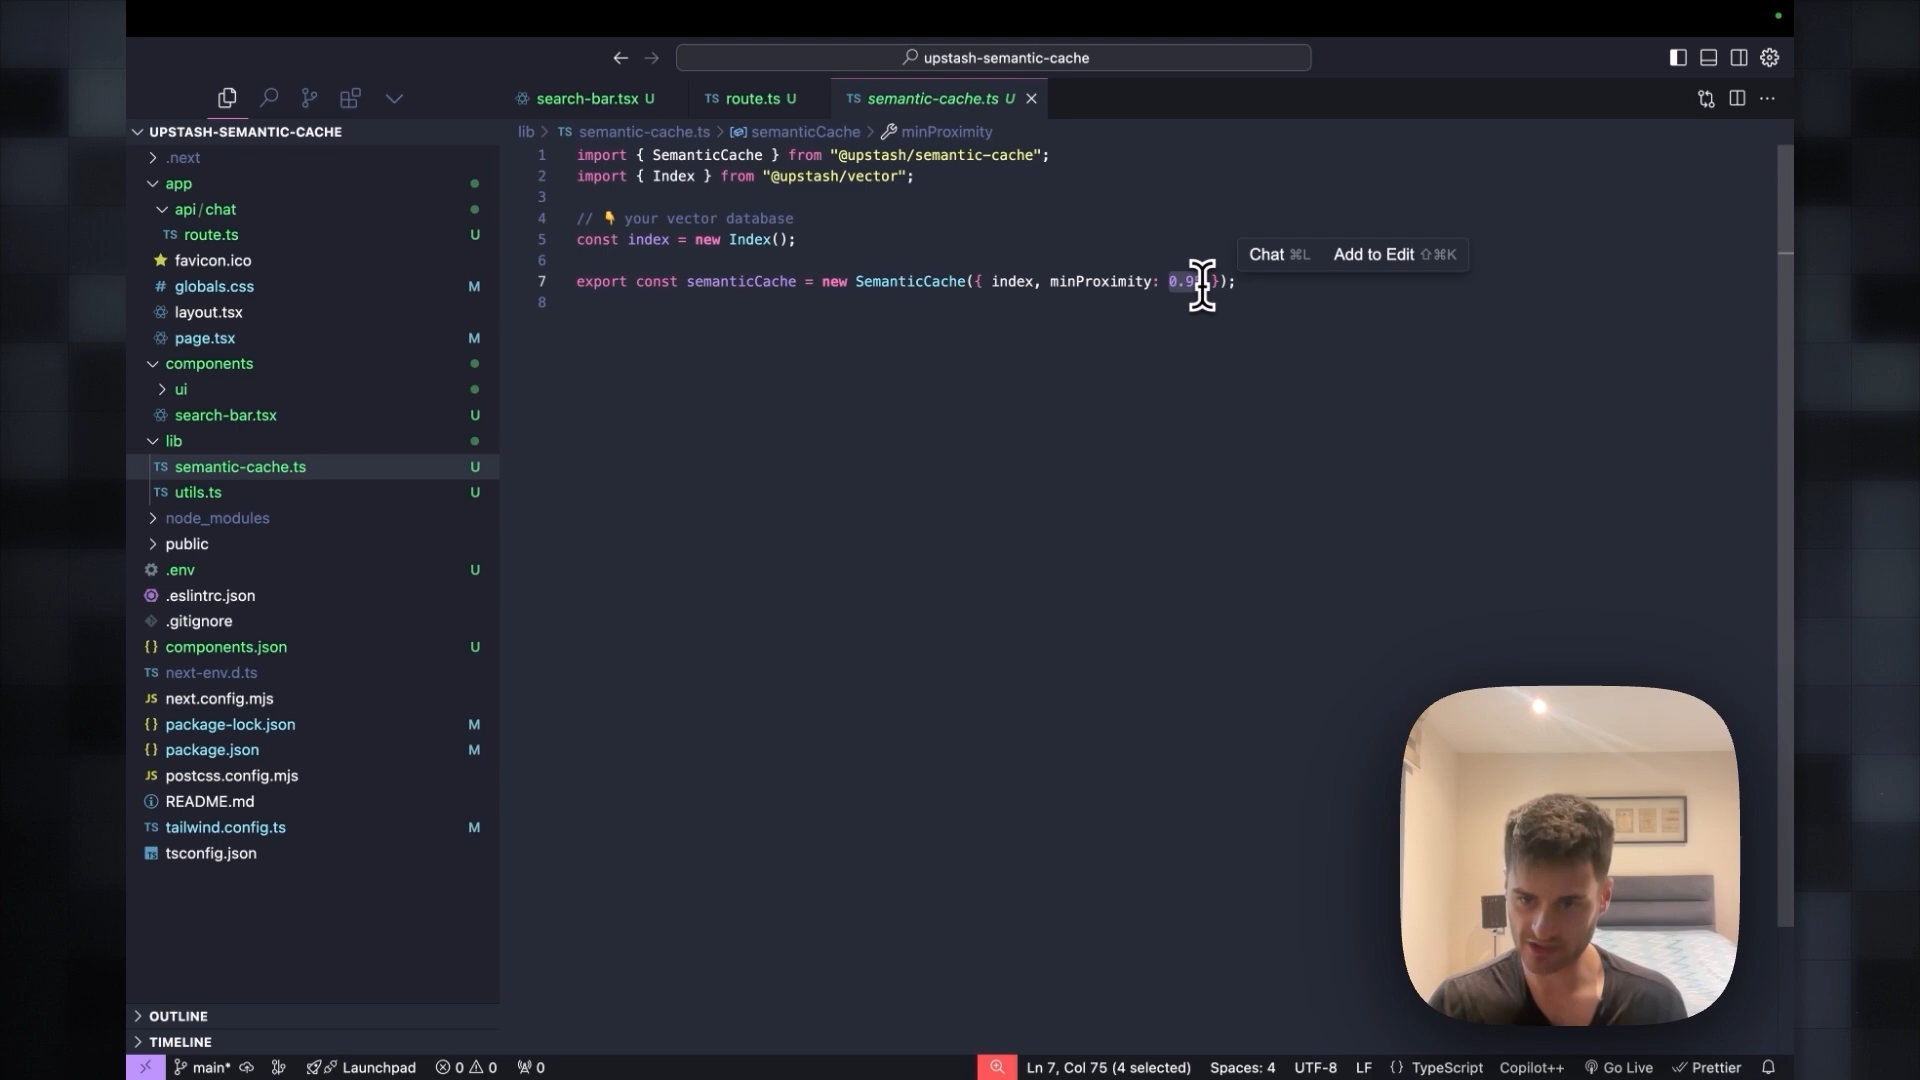 upstash-semantic-cache
search-bar.tsx U
TS route.ts U
TS semantic-cache.ts U
UPSTASH-SEMANTIC-CACHE
lib > TS semantic-cache.ts > semanticCache > minProximity
.next
app
api/chat
TS route.ts U
favicon.ico
# globals.css M
layout.tsx
page.tsx M
components
ui
search-bar.tsx U
lib
TS semantic-cache.ts U
TS utils.ts U
node_modules
public
.env U
.eslintrc.json
.gitignore
{} components.json U
TS next-env.d.ts
JS next.config.mjs
{} package-lock.json M
{} package.json M
JS postcss.config.mjs
README.md
TS tailwind.config.ts M
TS tsconfig.json
OUTLINE
TIMELINE
1 import { SemanticCache } from "@upstash/semantic-cache";
2 import { Index } from "@upstash/vector";
3
4 // 👇 your vector database
5 const index = new Index();
6
7 export const semanticCache = new SemanticCache({ index, minProximity: });
8
Chat ⌘L Add to Edit ⇧⌘K
main* Launchpad 0 0 0
Ln 7, Col 75 (4 selected) Spaces: 4 UTF-8 LF {} TypeScript Copilot++ Go Live Prettier